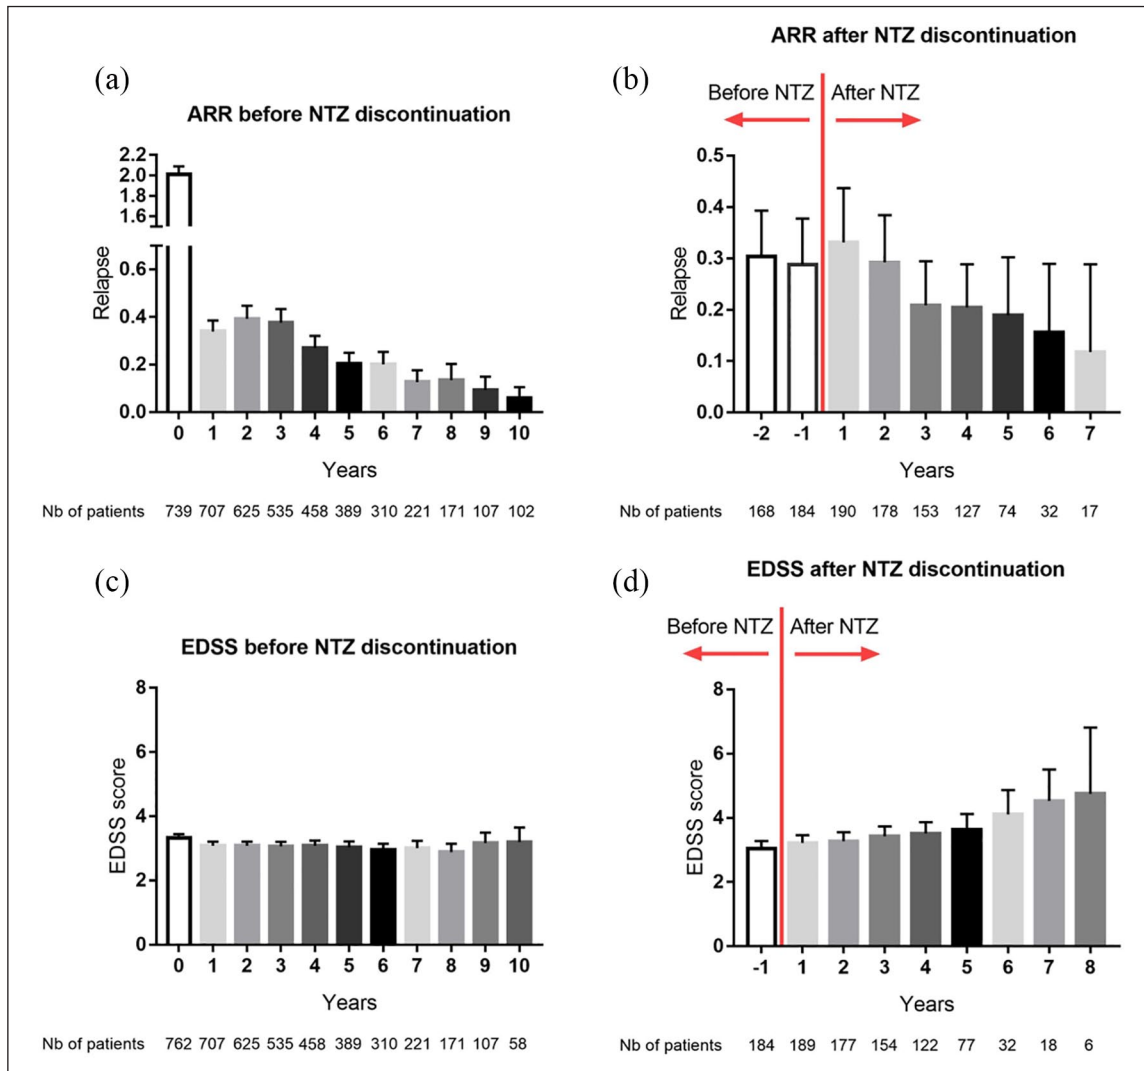 (a)
ARR before NTZ discontinuation
2.2
2.0
1.8
1.6
0.6
0.4
0.2
0.0
Relapse
0 1 2 3 4 5 6 7 8 9 10
Years
Nb of patients 739 707 625 535 458 389 310 221 171 107 102
(b)
ARR after NTZ discontinuation
Before NTZ After NTZ
0.5
0.4
0.3
0.2
0.1
0.0
Relapse
-2 -1 1 2 3 4 5 6 7
Years
Nb of patients 168 184 190 178 153 127 74 32 17
(c)
EDSS before NTZ discontinuation
8
6
4
2
0
EDSS score
0 1 2 3 4 5 6 7 8 9 10
Years
Nb of patients 762 707 625 535 458 389 310 221 171 107 58
(d)
EDSS after NTZ discontinuation
Before NTZ After NTZ
8
6
4
2
0
EDSS score
-1 1 2 3 4 5 6 7 8
Years
Nb of patients 184 189 177 154 122 77 32 18 6